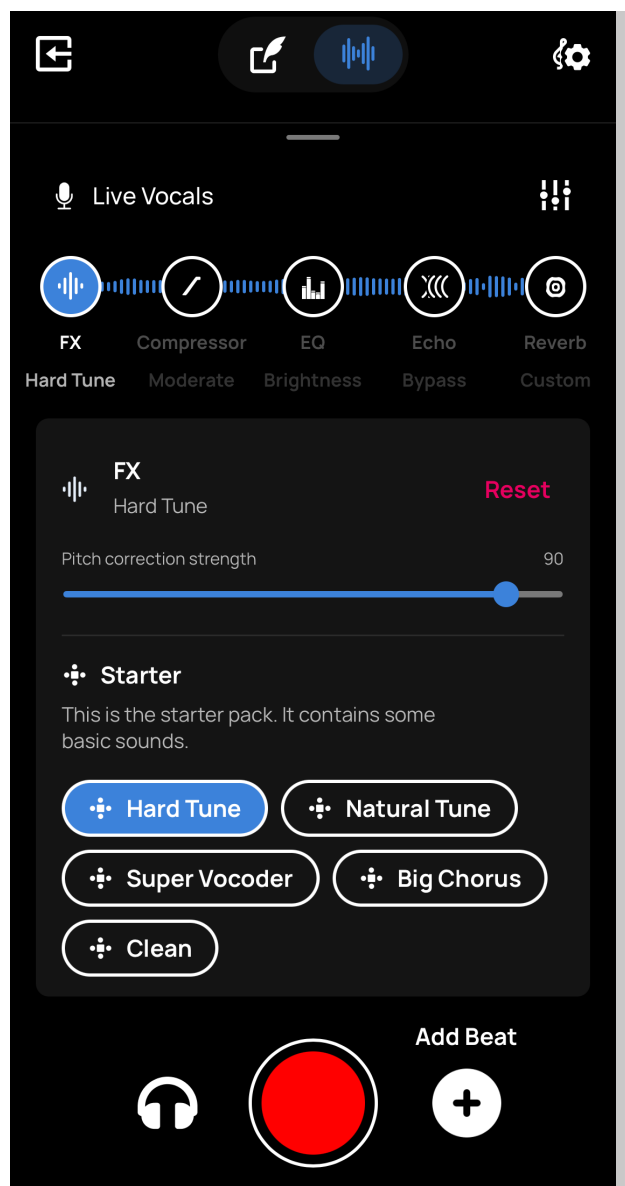 Live Vocals
FX Compressor EQ Echo Reverb
Hard Tune Moderate Brightness Bypass Custom
FX
Hard Tune
Reset
Pitch correction strength 90
Starter
This is the starter pack. It contains some
basic sounds.
Hard Tune Natural Tune
Super Vocoder Big Chorus
Clean
Add Beat